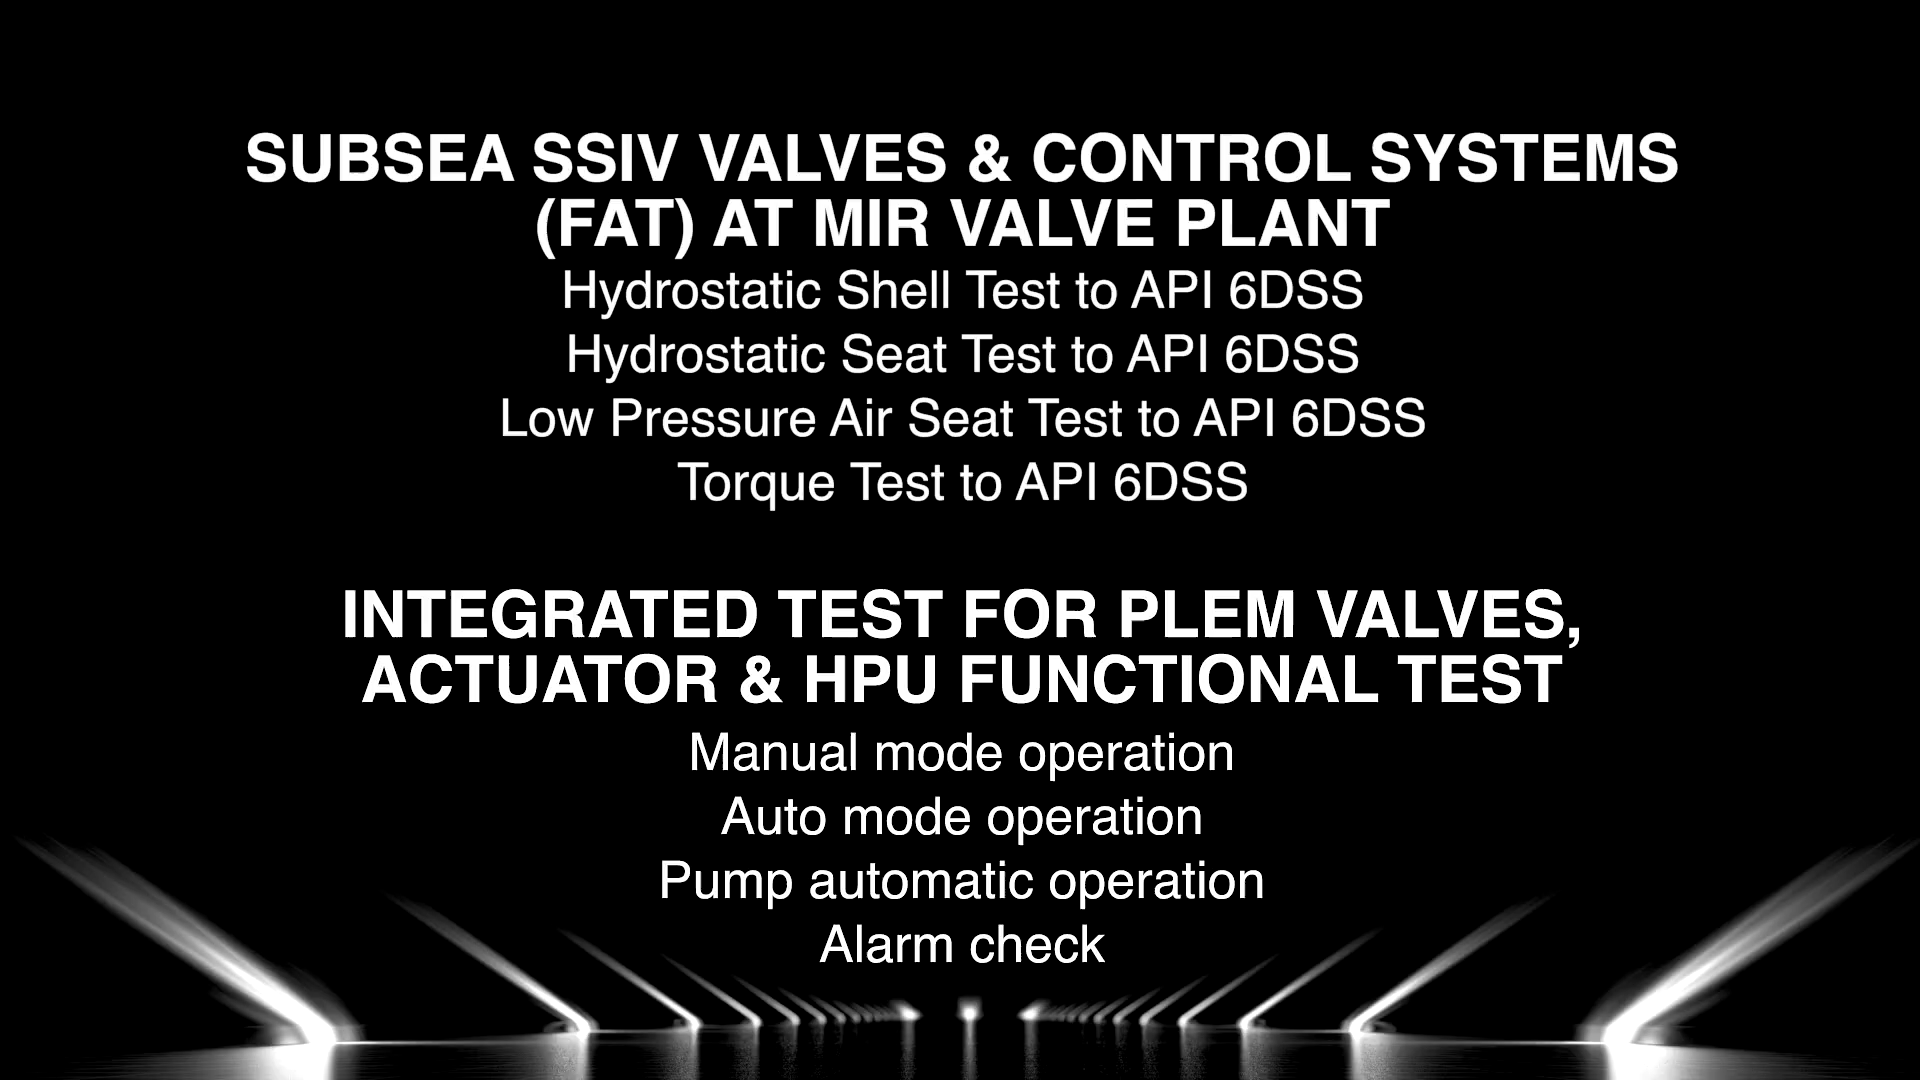 SUBSEA SSIV VALVES & CONTROL SYSTEMS
(FAT) AT MIR VALVE PLANT
Hydrostatic Shell Test to API 6DSS
Hydrostatic Seat Test to API 6DSS
Low Pressure Air Seat Test to API 6DSS
Torque Test to API 6DSS
INTEGRATED TEST FOR PLEM VALVES,
ACTUATOR & HPU FUNCTIONAL TEST
Manual mode operation
Auto mode operation
Pump automatic operation
Alarm check